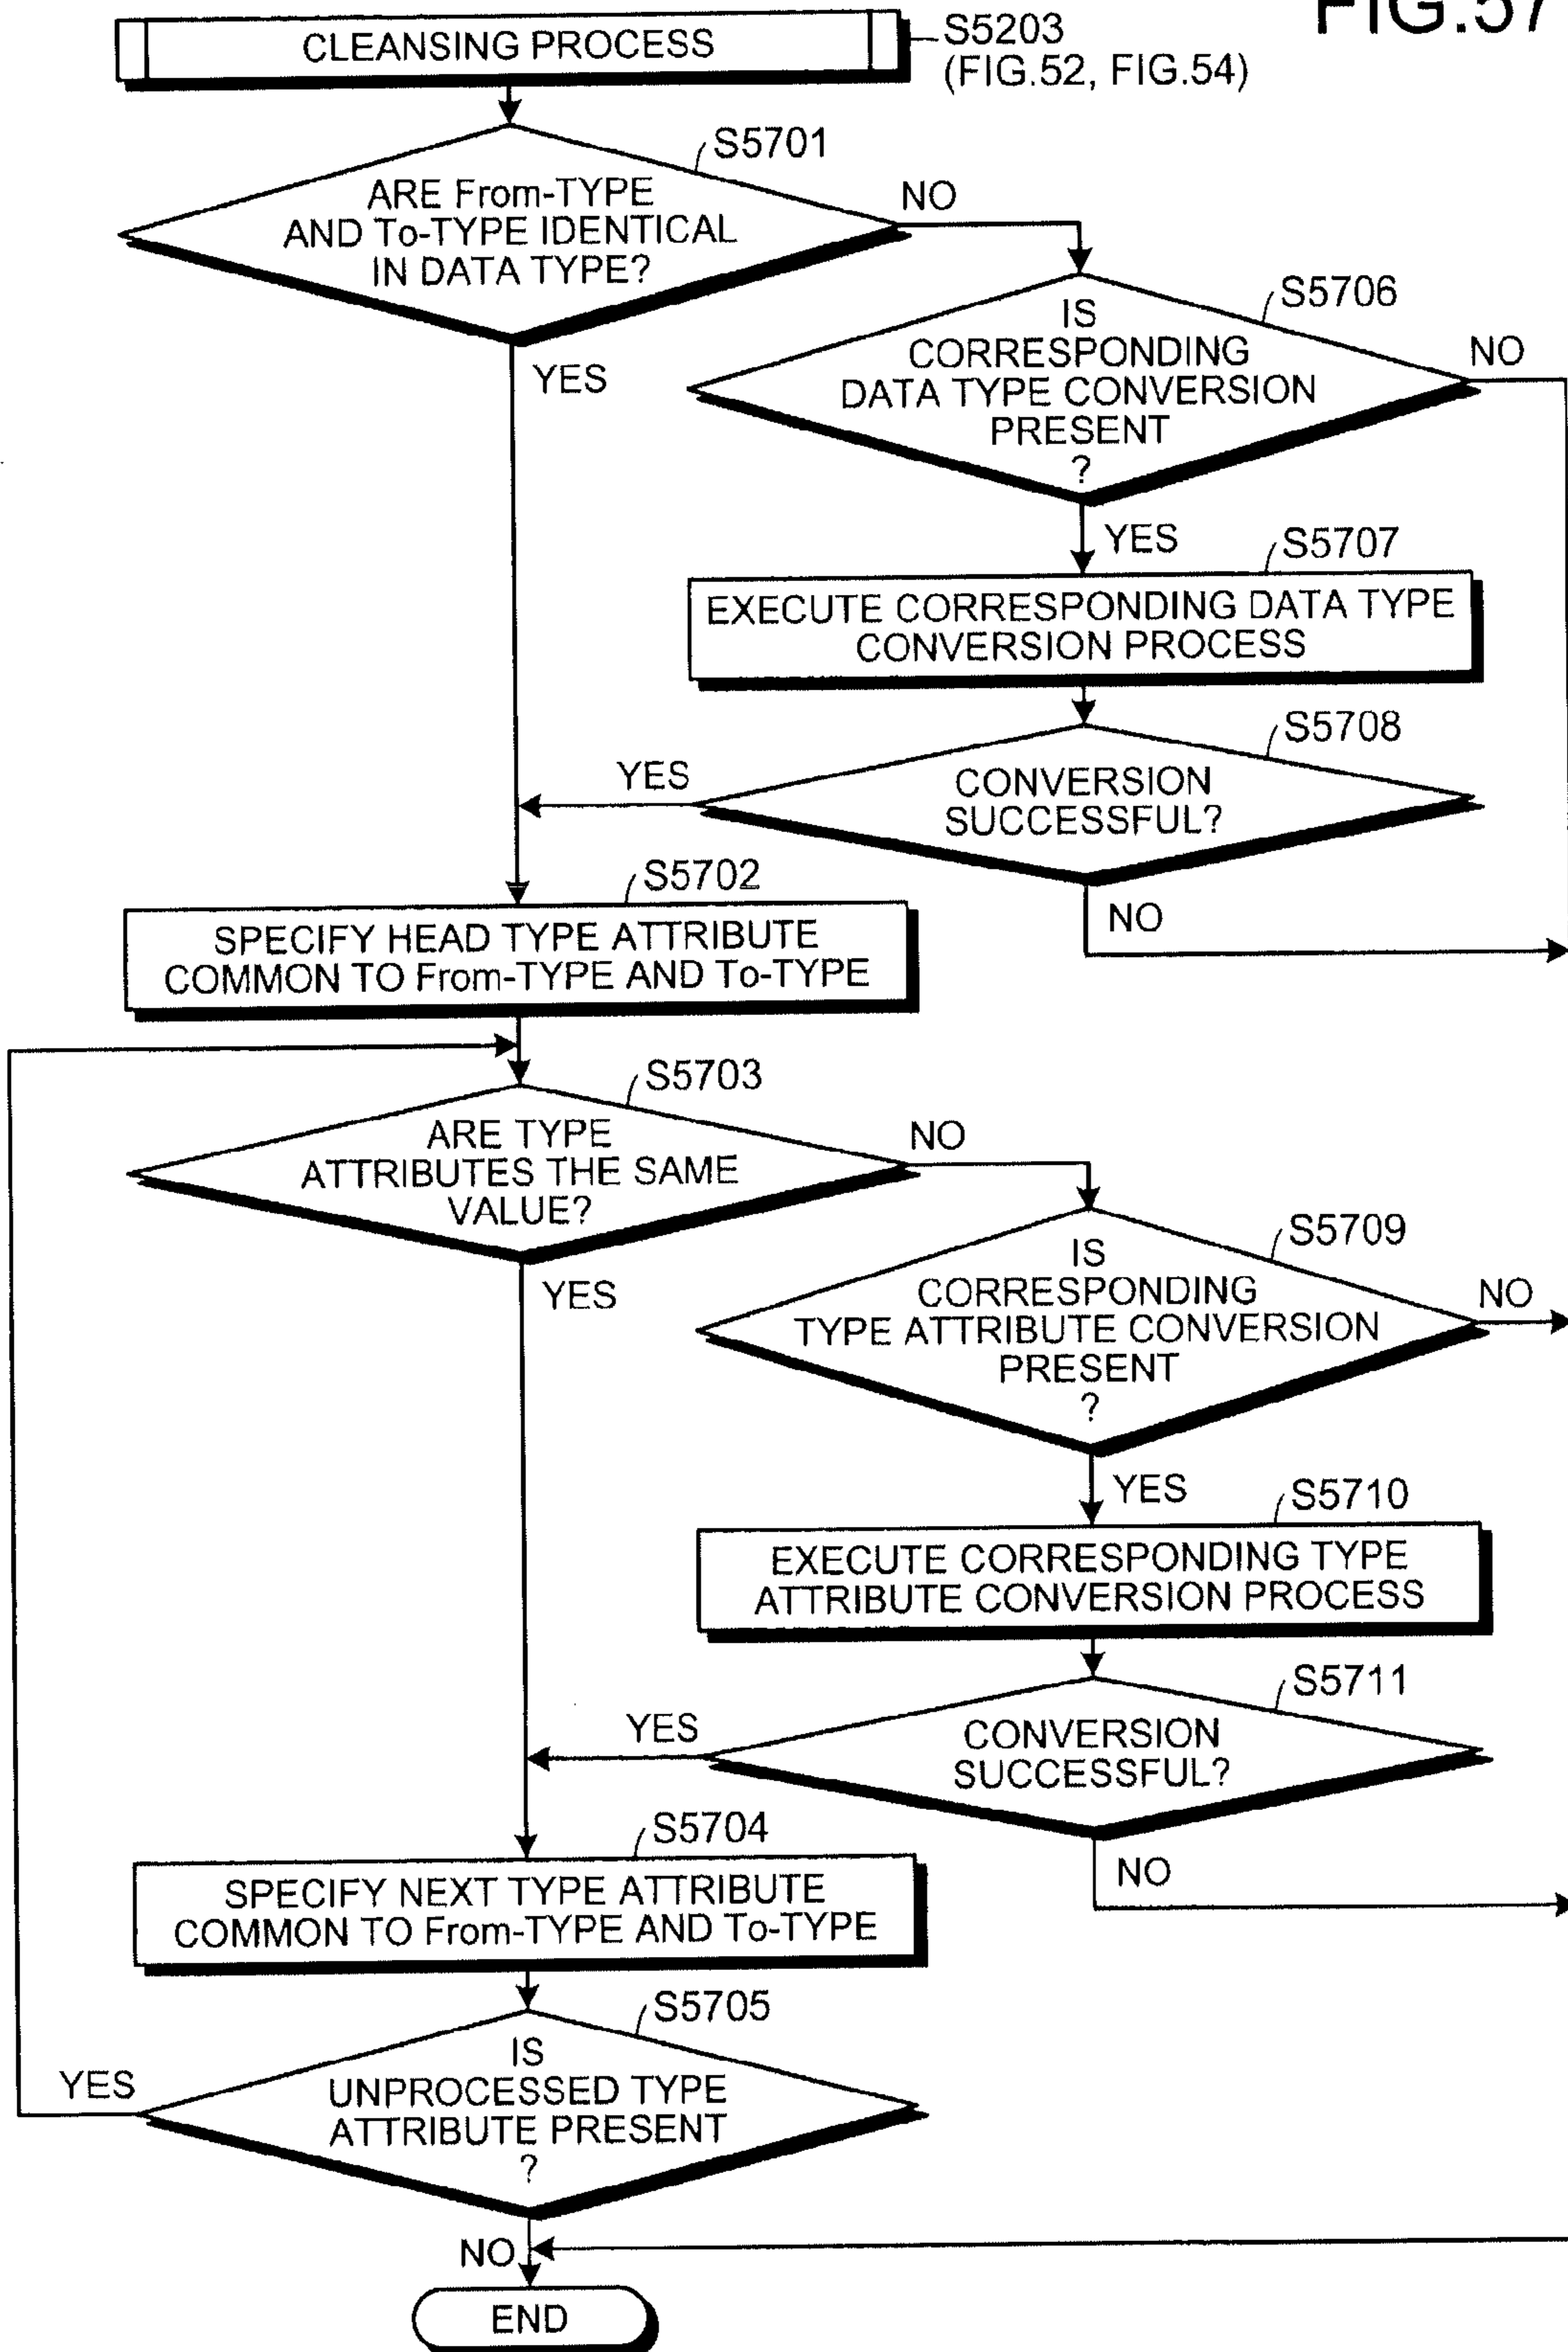 FIG.57
CLEANSING PROCESS
S5203
(FIG.52, FIG.54)
S5701
ARE From-TYPE
AND To-TYPE IDENTICAL
IN DATA TYPE?
NO
YES
S5706
IS
CORRESPONDING
DATA TYPE CONVERSION
PRESENT
?
NO
YES
S5707
EXECUTE CORRESPONDING DATA TYPE
CONVERSION PROCESS
S5708
CONVERSION
SUCCESSFUL?
YES
NO
S5702
SPECIFY HEAD TYPE ATTRIBUTE
COMMON TO From-TYPE AND To-TYPE
S5703
ARE TYPE
ATTRIBUTES THE SAME
VALUE?
NO
YES
S5709
IS
CORRESPONDING
TYPE ATTRIBUTE CONVERSION
PRESENT
?
NO
YES
S5710
EXECUTE CORRESPONDING TYPE
ATTRIBUTE CONVERSION PROCESS
S5711
CONVERSION
SUCCESSFUL?
YES
NO
S5704
SPECIFY NEXT TYPE ATTRIBUTE
COMMON TO From-TYPE AND To-TYPE
S5705
IS
UNPROCESSED TYPE
ATTRIBUTE PRESENT
?
YES
NO
END